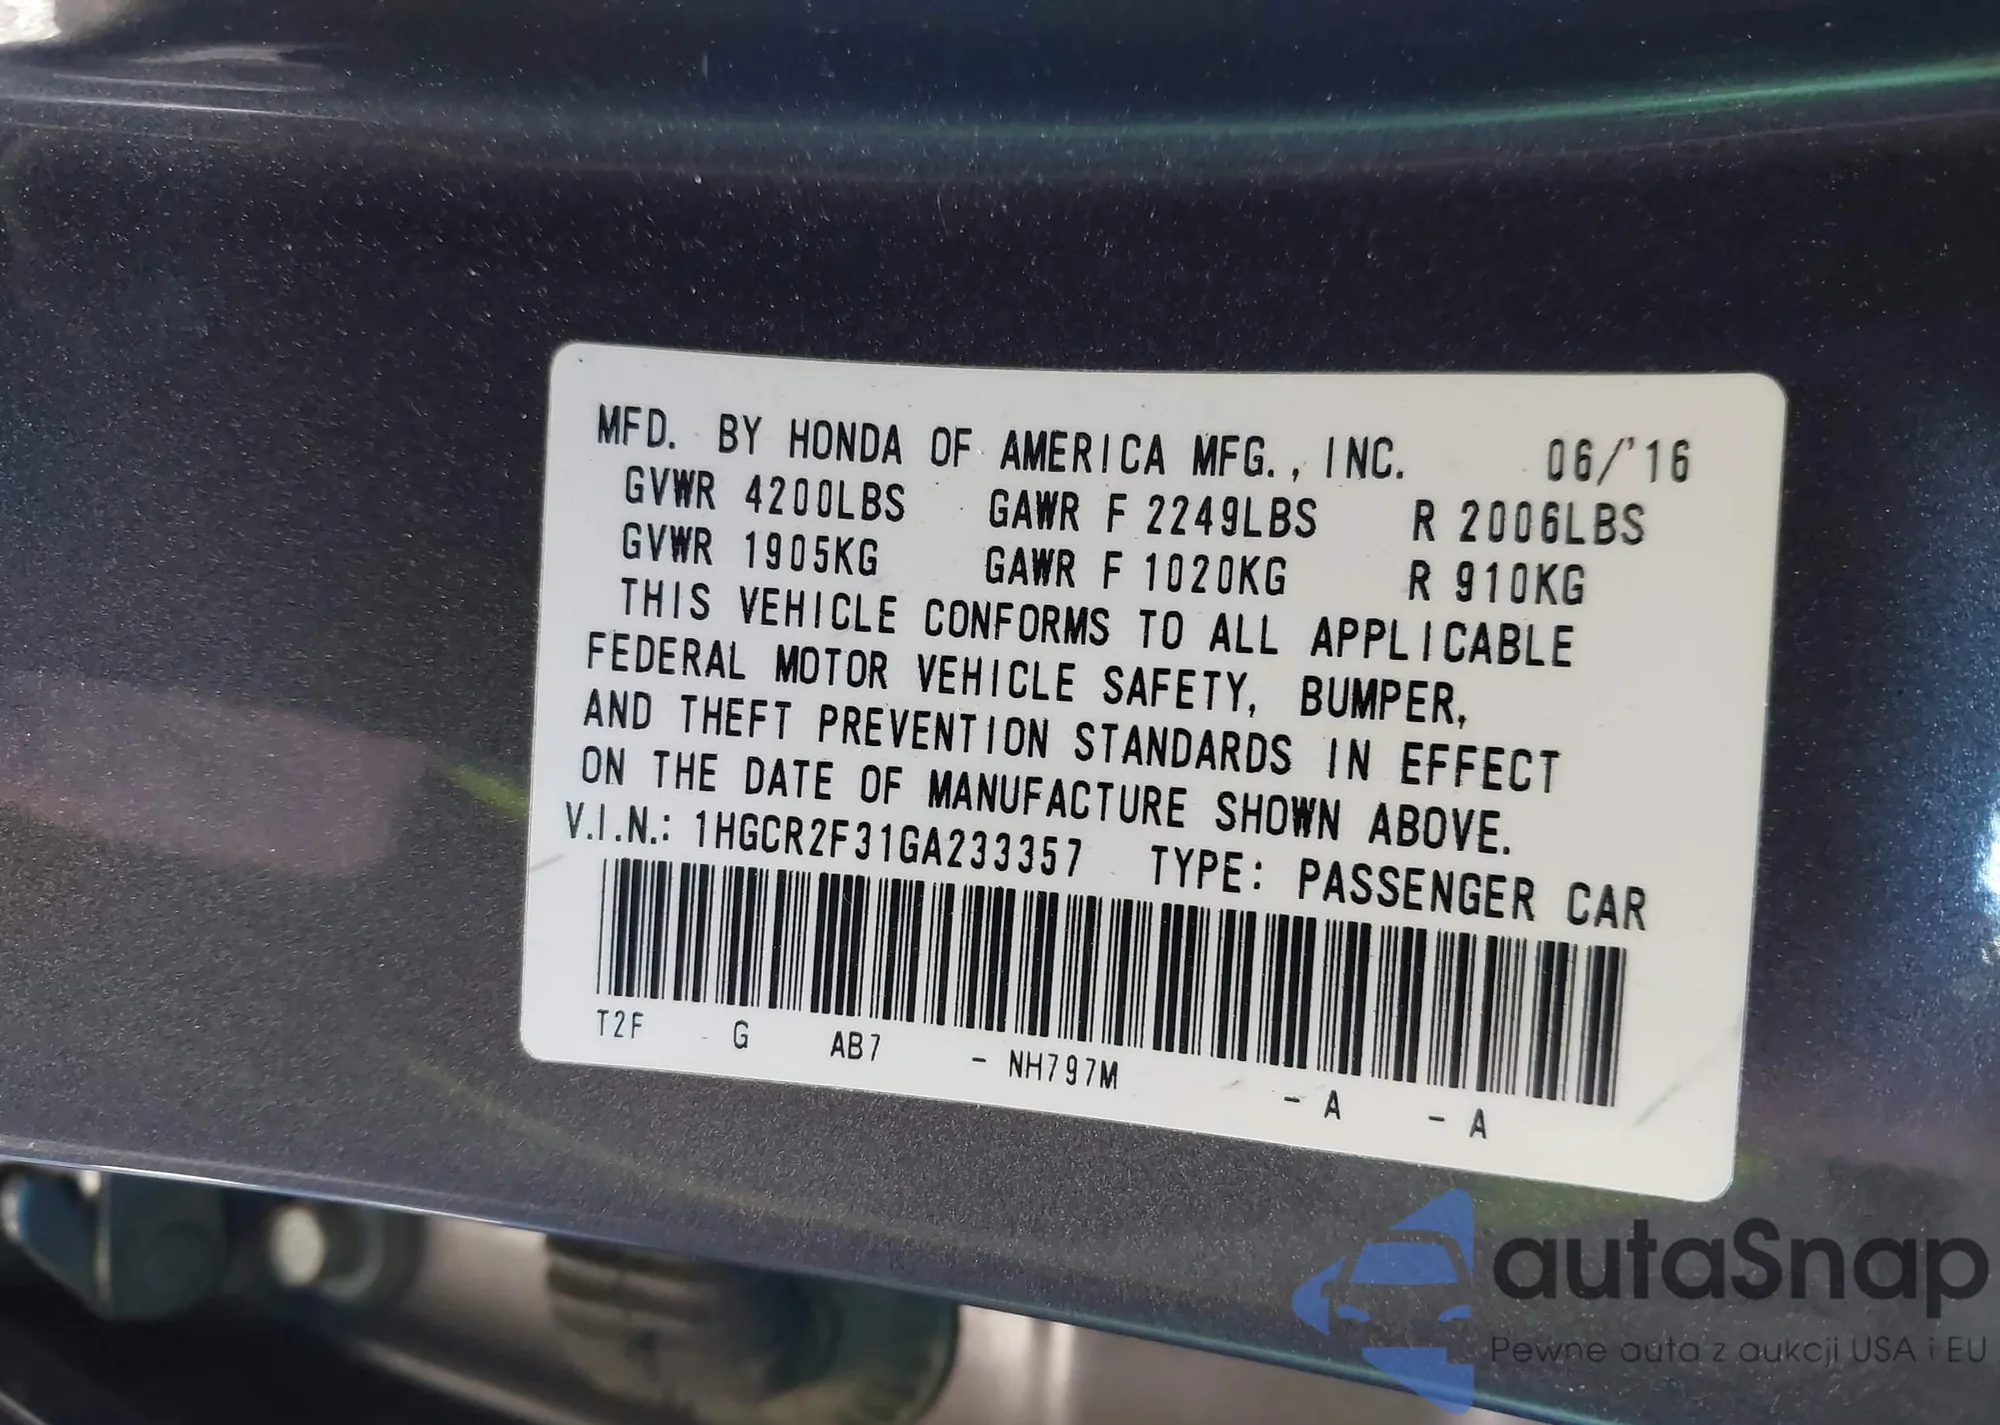 MFD. BY HONDA OF AMERICA MFG., INC. 06/'16
GVWR 4200LBS GAWR F 2249LBS R 2006LBS
GVWR 1905KG GAWR F 1020KG R 910KG
THIS VEHICLE CONFORMS TO ALL APPLICABLE
FEDERAL MOTOR VEHICLE SAFETY, BUMPER,
AND THEFT PREVENTION STANDARDS IN EFFECT
ON THE DATE OF MANUFACTURE SHOWN ABOVE.
V.I.N.: 1HGCR2F31GA233357 TYPE: PASSENGER CAR
T2F G AB7 - NH797M - A - A
autaSnap
Pewne auta z aukcji USA i EU